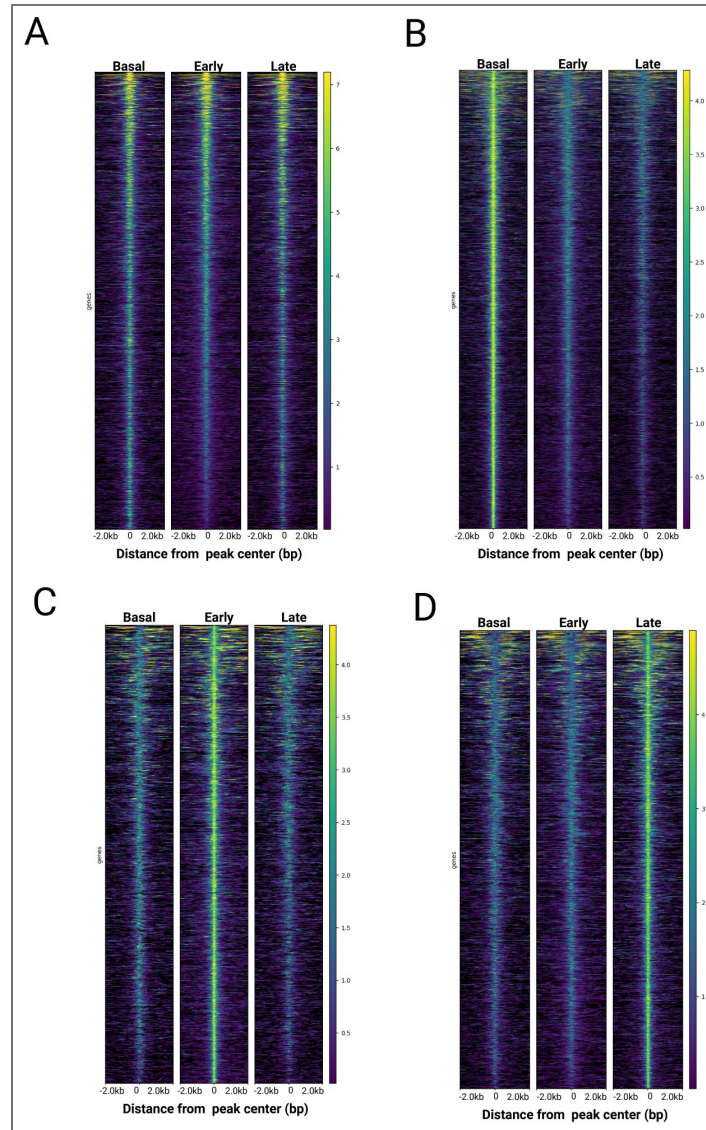 A
Basal Early Late
7
6
5
4
3
2
1
genes
-2.0kb 0 2.0kb -2.0kb 0 2.0kb -2.0kb 0 2.0kb
Distance from peak center (bp)
B
Basal Early Late
4.0
3.5
3.0
2.5
2.0
1.5
1.0
0.5
genes
-2.0kb 0 2.0kb -2.0kb 0 2.0kb -2.0kb 0 2.0kb
Distance from peak center (bp)
C
Basal Early Late
4.0
3.5
3.0
2.5
2.0
1.5
1.0
0.5
genes
-2.0kb 0 2.0kb -2.0kb 0 2.0kb -2.0kb 0 2.0kb
Distance from peak center (bp)
D
Basal Early Late
4
3
2
1
genes
-2.0kb 0 2.0kb -2.0kb 0 2.0kb -2.0kb 0 2.0kb
Distance from peak center (bp)